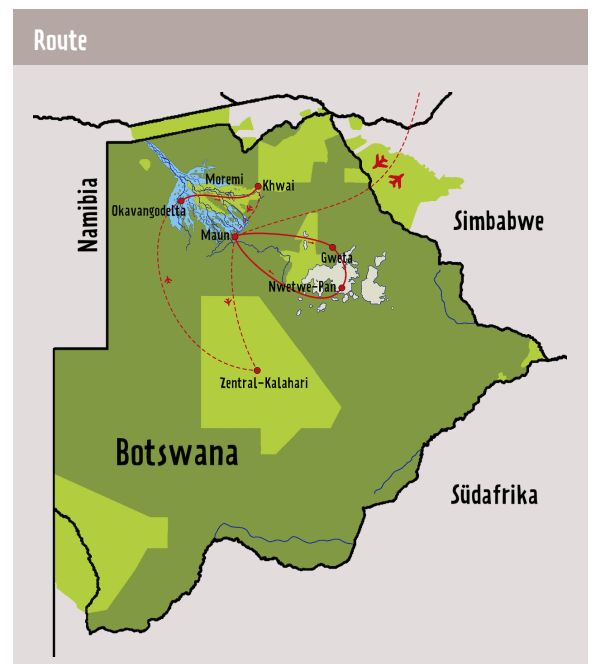 Route
Moremi
Khwai
Namibia
Okavangodelta
Simbabwe
Maun
Gweta
Nwetwe-Pan
Zentral-Kalahari
Botswana
Südafrika